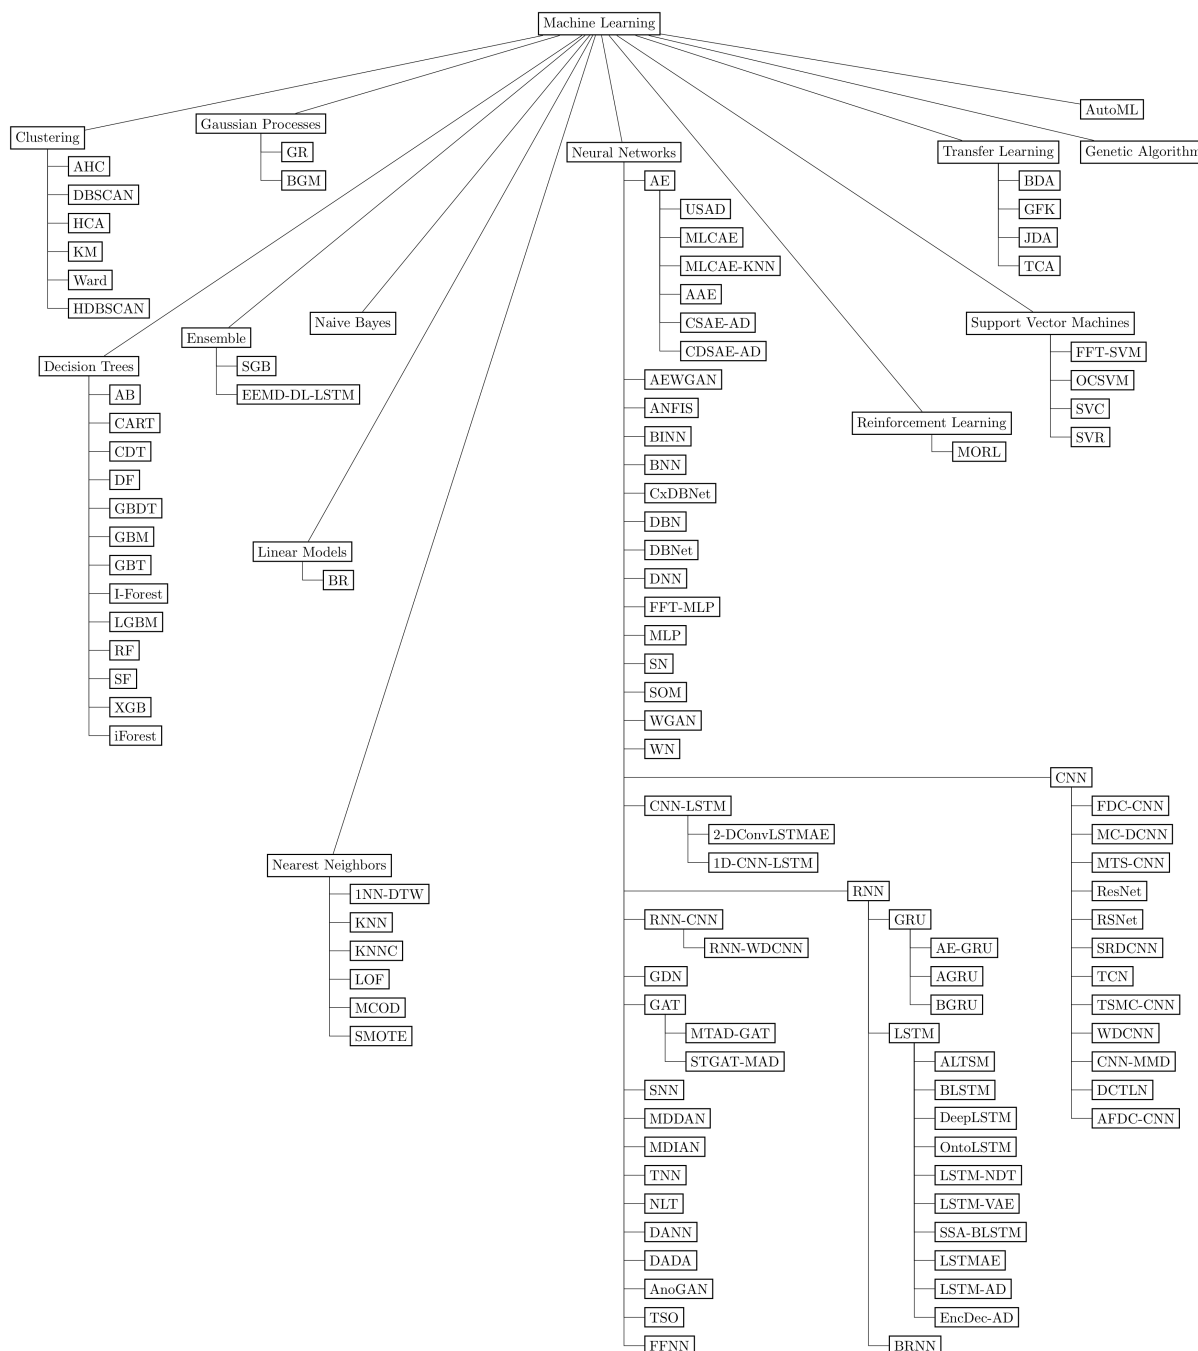 Machine Learning
AutoML
Gaussian Processes
Clustering
Neural Networks
Transfer Learning
Genetic Algorithm
GR
BGM
AHC
DBSCAN
HCA
KM
Ward
HDBSCAN
BDA
GFK
JDA
TCA
Naive Bayes
Ensemble
SGB
EEMD-DL-LSTM
Support Vector Machines
FFT-SVM
OCSVM
SVC
SVR
Decision Trees
AB
CART
CDT
DF
GBDT
GBM
GBT
I-Forest
LGBM
RF
SF
XGB
iForest
Reinforcement Learning
MORL
Linear Models
BR
Nearest Neighbors
1NN-DTW
KNN
KNNC
LOF
MCOD
SMOTE
AE
USAD
MLCAE
MLCAE-KNN
AAE
CSAE-AD
CDSAE-AD
AEWGAN
ANFIS
BINN
BNN
CxDBNet
DBN
DBNet
DNN
FFT-MLP
MLP
SN
SOM
WGAN
WN
CNN
FDC-CNN
MC-DCNN
MTS-CNN
ResNet
RSNet
SRDCNN
TCN
TSMC-CNN
WDCNN
CNN-MMD
DCTLN
AFDC-CNN
CNN-LSTM
2-DConvLSTMAE
1D-CNN-LSTM
RNN
GRU
AE-GRU
AGRU
BGRU
LSTM
ALTSM
BLSTM
DeepLSTM
OntoLSTM
LSTM-NDT
LSTM-VAE
SSA-BLSTM
LSTMAE
LSTM-AD
EncDec-AD
BRNN
RNN-CNN
RNN-WDCNN
GDN
GAT
MTAD-GAT
STGAT-MAD
SNN
MDDAN
MDIAN
TNN
NLT
DANN
DADA
AnoGAN
TSO
FFNN